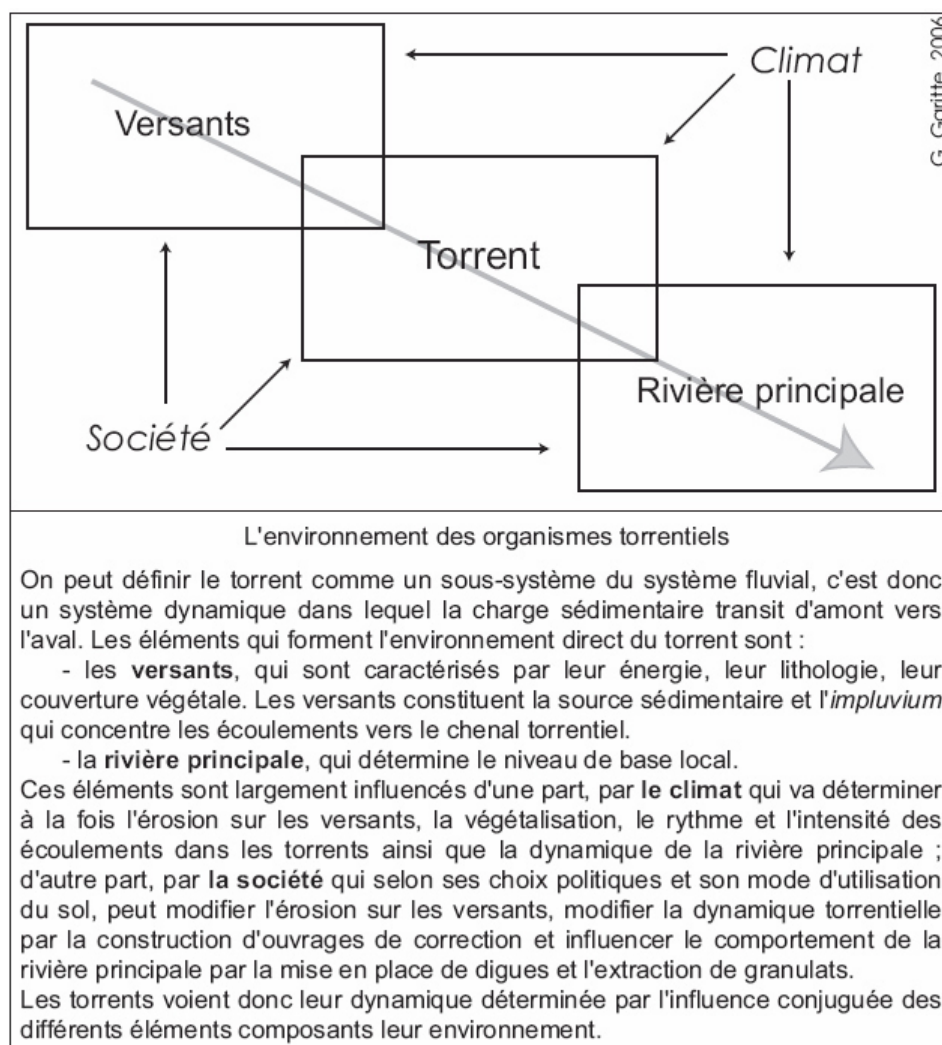 G. Garitte, 2006
Climat
Versants
Torrent
Rivière principale
Société
L'environnement des organismes torrentiels
On peut définir le torrent comme un sous-système du système fluvial, c'est donc
un système dynamique dans lequel la charge sédimentaire transit d'amont vers
l'aval. Les éléments qui forment l'environnement direct du torrent sont :
- les versants, qui sont caractérisés par leur énergie, leur lithologie, leur
couverture végétale. Les versants constituent la source sédimentaire et l'impluvium
qui concentre les écoulements vers le chenal torrentiel.
- la rivière principale, qui détermine le niveau de base local.
Ces éléments sont largement influencés d'une part, par le climat qui va déterminer
à la fois l'érosion sur les versants, la végétalisation, le rythme et l'intensité des
écoulements dans les torrents ainsi que la dynamique de la rivière principale ;
d'autre part, par la société qui selon ses choix politiques et son mode d'utilisation
du sol, peut modifier l'érosion sur les versants, modifier la dynamique torrentielle
par la construction d'ouvrages de correction et influencer le comportement de la
rivière principale par la mise en place de digues et l'extraction de granulats.
Les torrents voient donc leur dynamique déterminée par l'influence conjuguée des
différents éléments composants leur environnement.